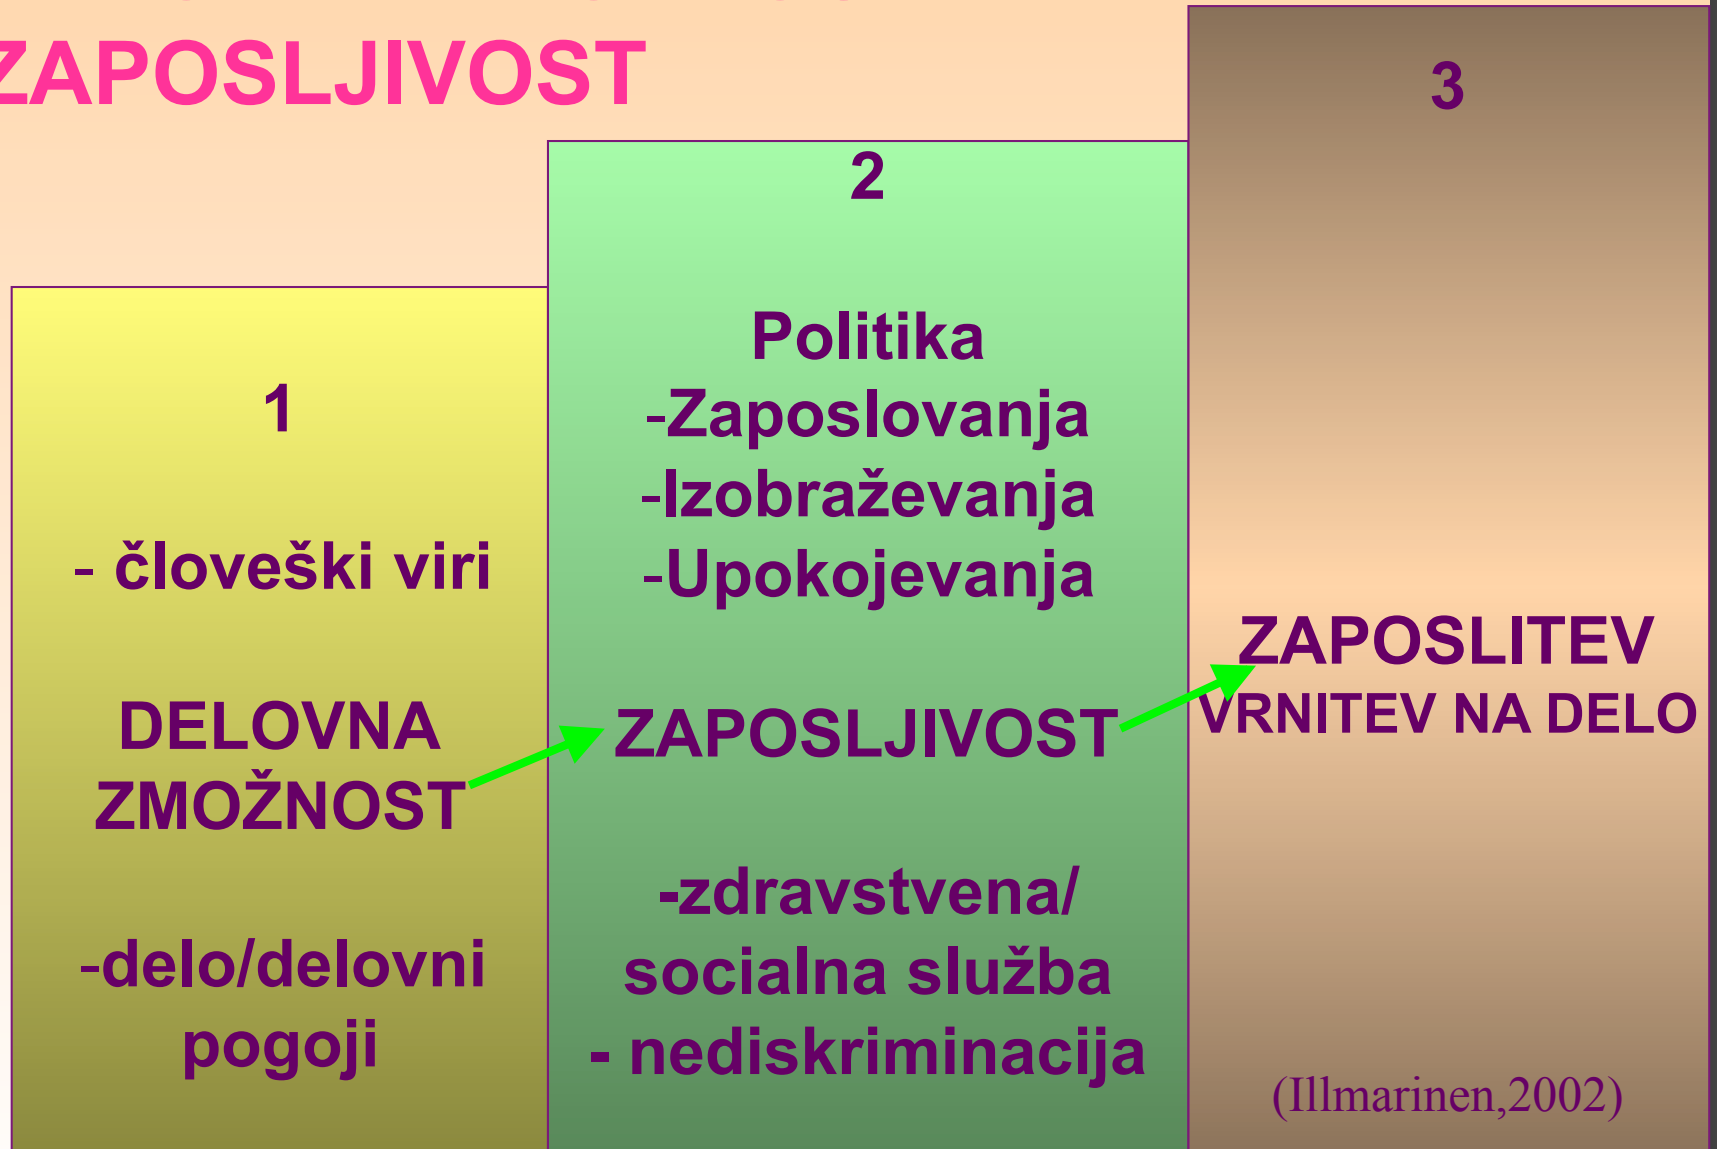 ZAPOSLJIVOST
1
- človeški viri
DELOVNA
ZMOŽNOST
-delo/delovni
pogoji
2
Politika
-Zaposlovanja
-Izobraževanja
-Upokojevanja
ZAPOSLJIVOST
-zdravstvena/
socialna služba
- nediskriminacija
3
ZAPOSLITEV
VRNITEV NA DELO
(Illmarinen,2002)